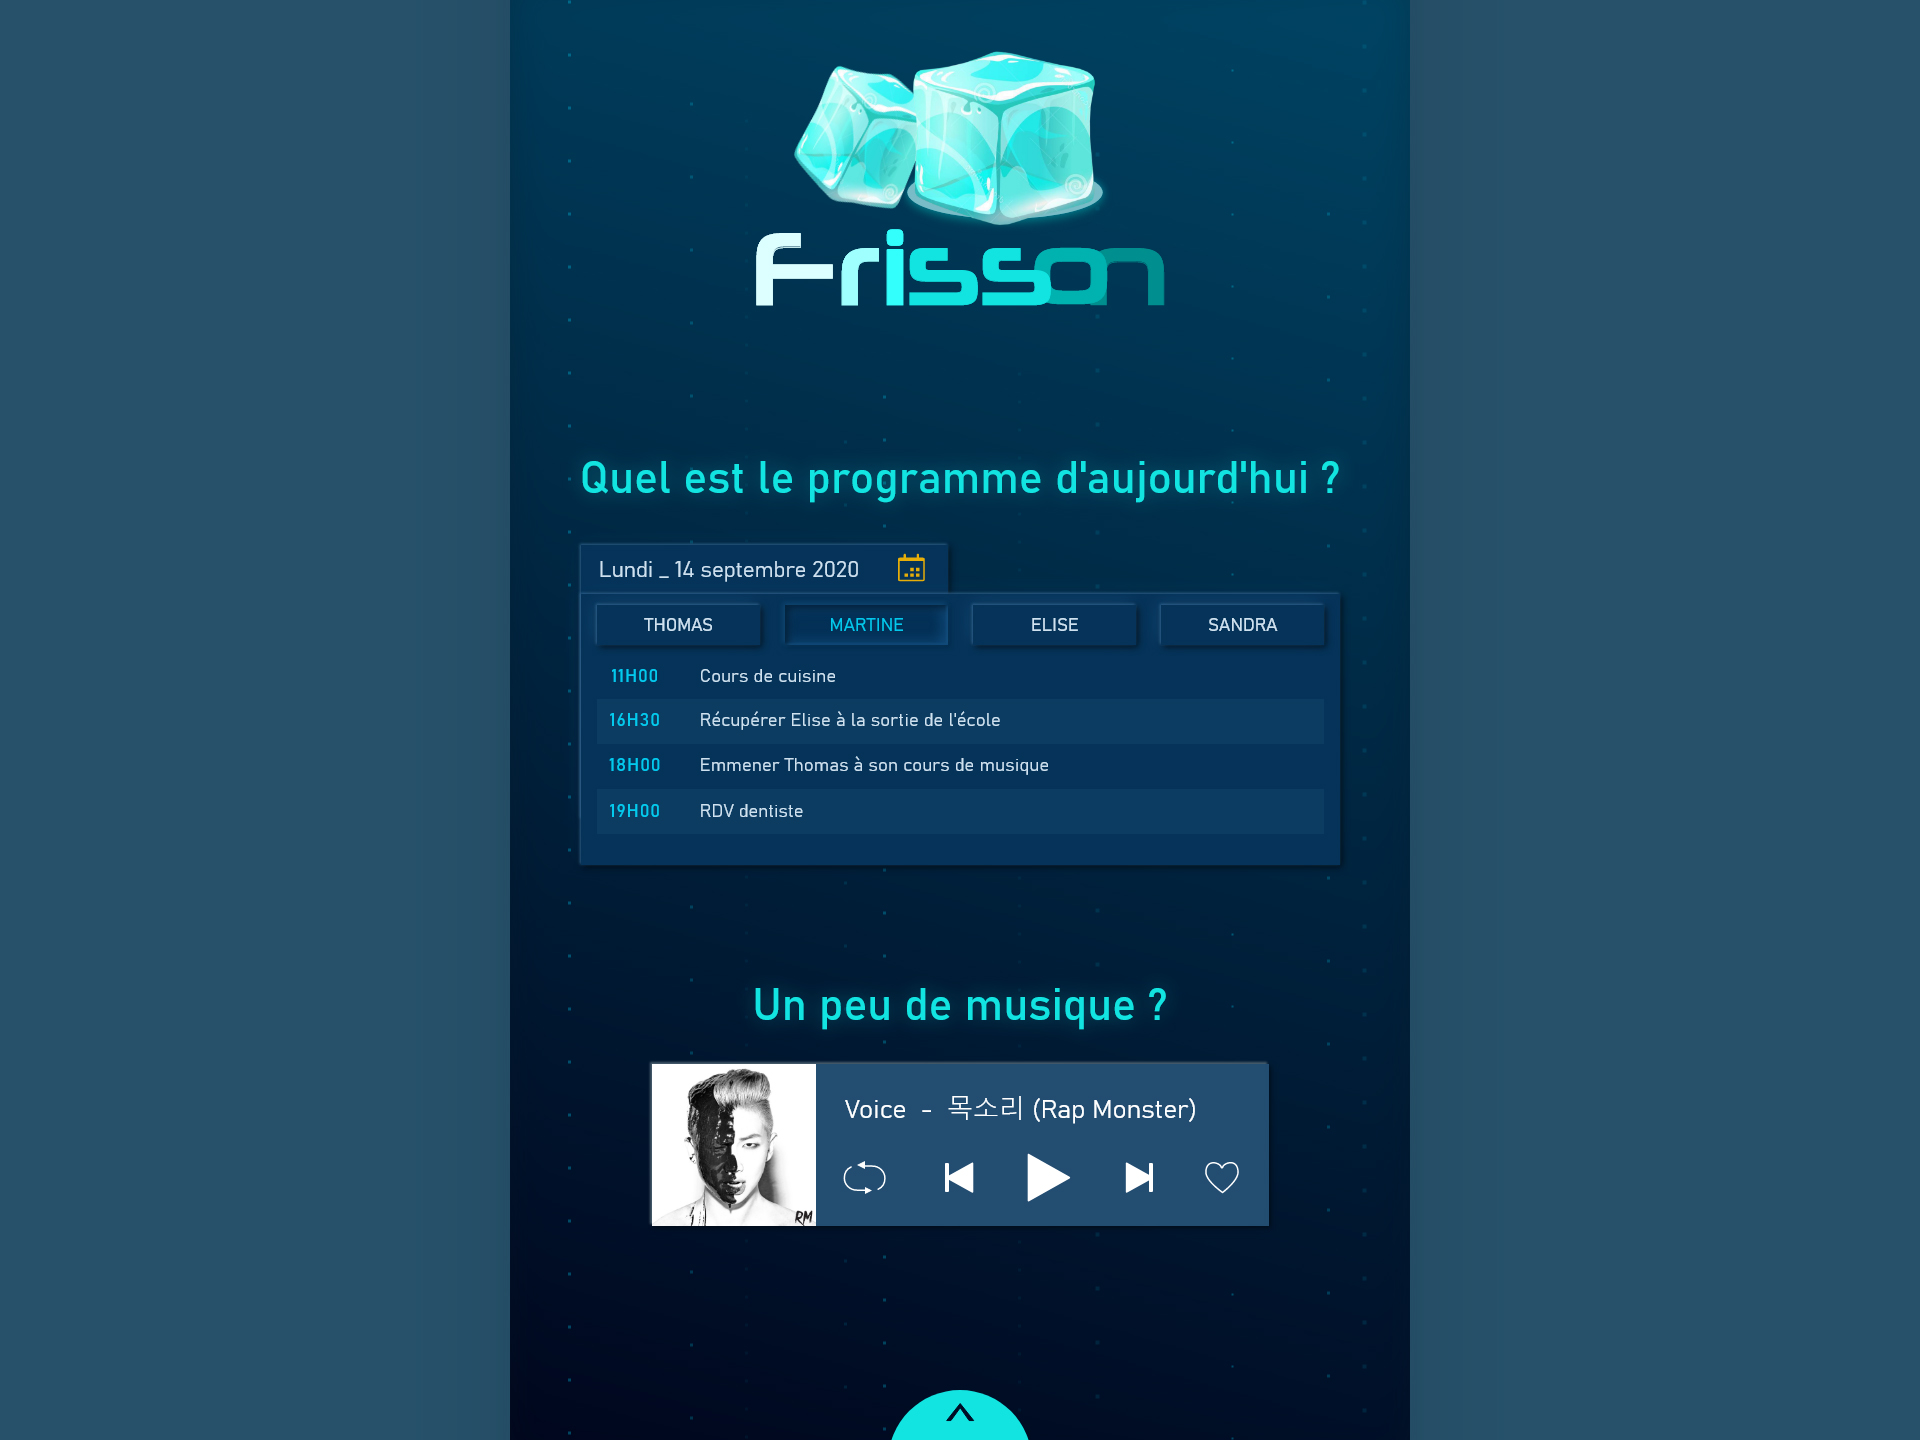 Frisson
Quel est le programme d'aujourd'hui ?
Lundi _ 14 septembre 2020
THOMAS MARTINE ELISE SANDRA
11H00 Cours de cuisine
16H30 Récupérer Elise à la sortie de l'école
18H00 Emmener Thomas à son cours de musique
19H00 RDV dentiste
Un peu de musique ?
Voice - 목소리 (Rap Monster)
RM